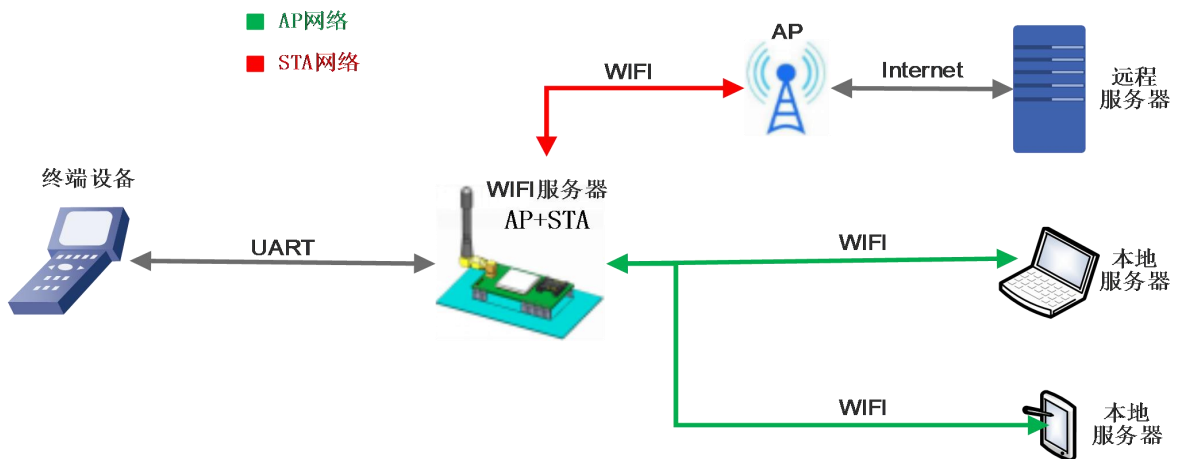 AP网络
STA网络
AP
WIFI
Internet
远程
服务器
终端设备
WIFI服务器
AP+STA
UART
WIFI
本地
服务器
WIFI
本地
服务器